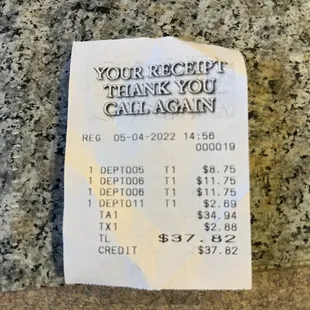 YOUR RECEIPT
THANK YOU
CALL AGAIN
REG 05-04-2022 14:56
000019
1 DEPT005 T1 $8.75
1 DEPT006 T1 $11.75
1 DEPT006 T1 $11.75
1 DEPT011 T1 $2.69
TA1 $34.94
TX1 $2.88
TL $37.82
CREDIT $37.82